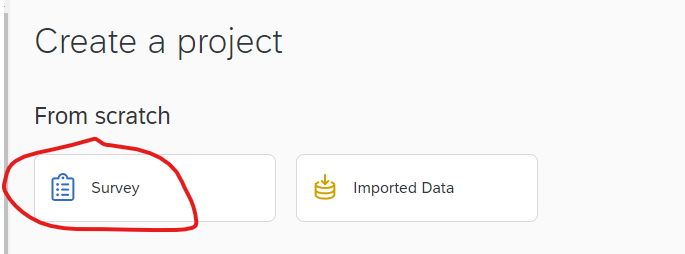 Create a project
From scratch
Survey
Imported Data